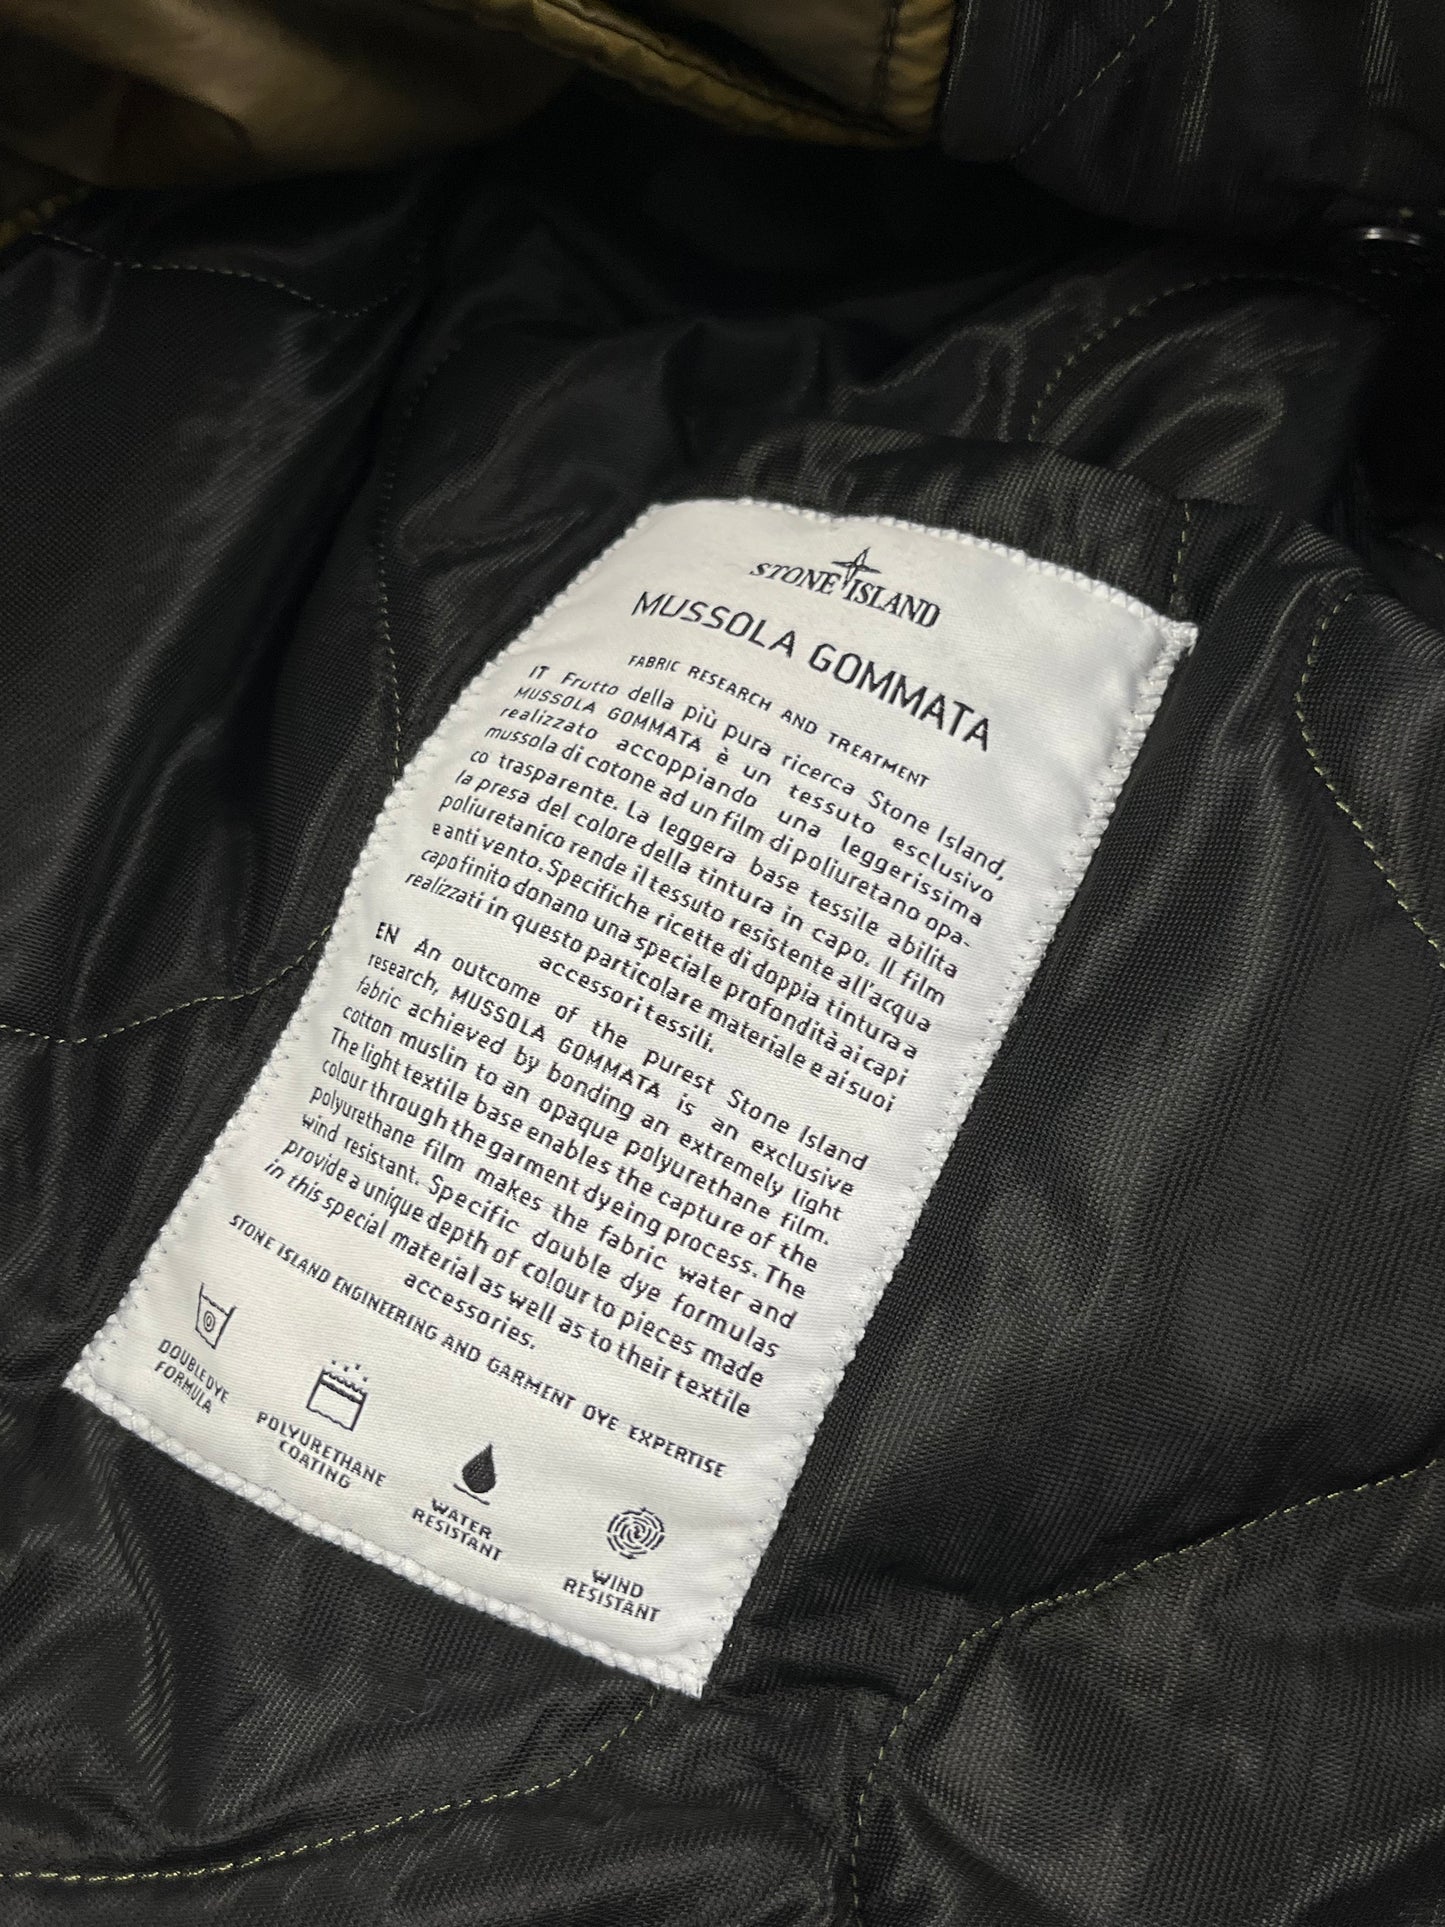 STONE ISLAND
MUSSOLA GOMMATA
FABRIC RESEARCH AND TREATMENT
IT Frutto della più pura ricerca Stone Island,
MUSSOLA GOMMATA è un tessuto esclusivo
realizzato accoppiando una leggerissima
mussola di cotone ad un film di poliuretano opa-
co trasparente. La leggera base tessile abilita
la presa del colore della tintura in capo. Il film
poliuretanico rende il tessuto resistente all'acqua
e anti vento. Specifiche ricette di doppia tintura a
capo finito donano una speciale profondità ai capi
realizzati in questo particolare materiale e ai suoi
accessori tessili.
EN An outcome of the purest Stone Island
research, MUSSOLA GOMMATA is an exclusive
fabric achieved by bonding an extremely light
cotton muslin to an opaque polyurethane film.
The light textile base enables the capture of the
colour through the garment dyeing process. The
polyurethane film makes the fabric water and
wind resistant. Specific double dye formulas
provide a unique depth of colour to pieces made
in this special material as well as to their textile
accessories.
STONE ISLAND ENGINEERING AND GARMENT DYE EXPERTISE
DOUBLE DYE
FORMULA
POLYURETHANE
COATING
WATER
RESISTANT
WIND
RESISTANT